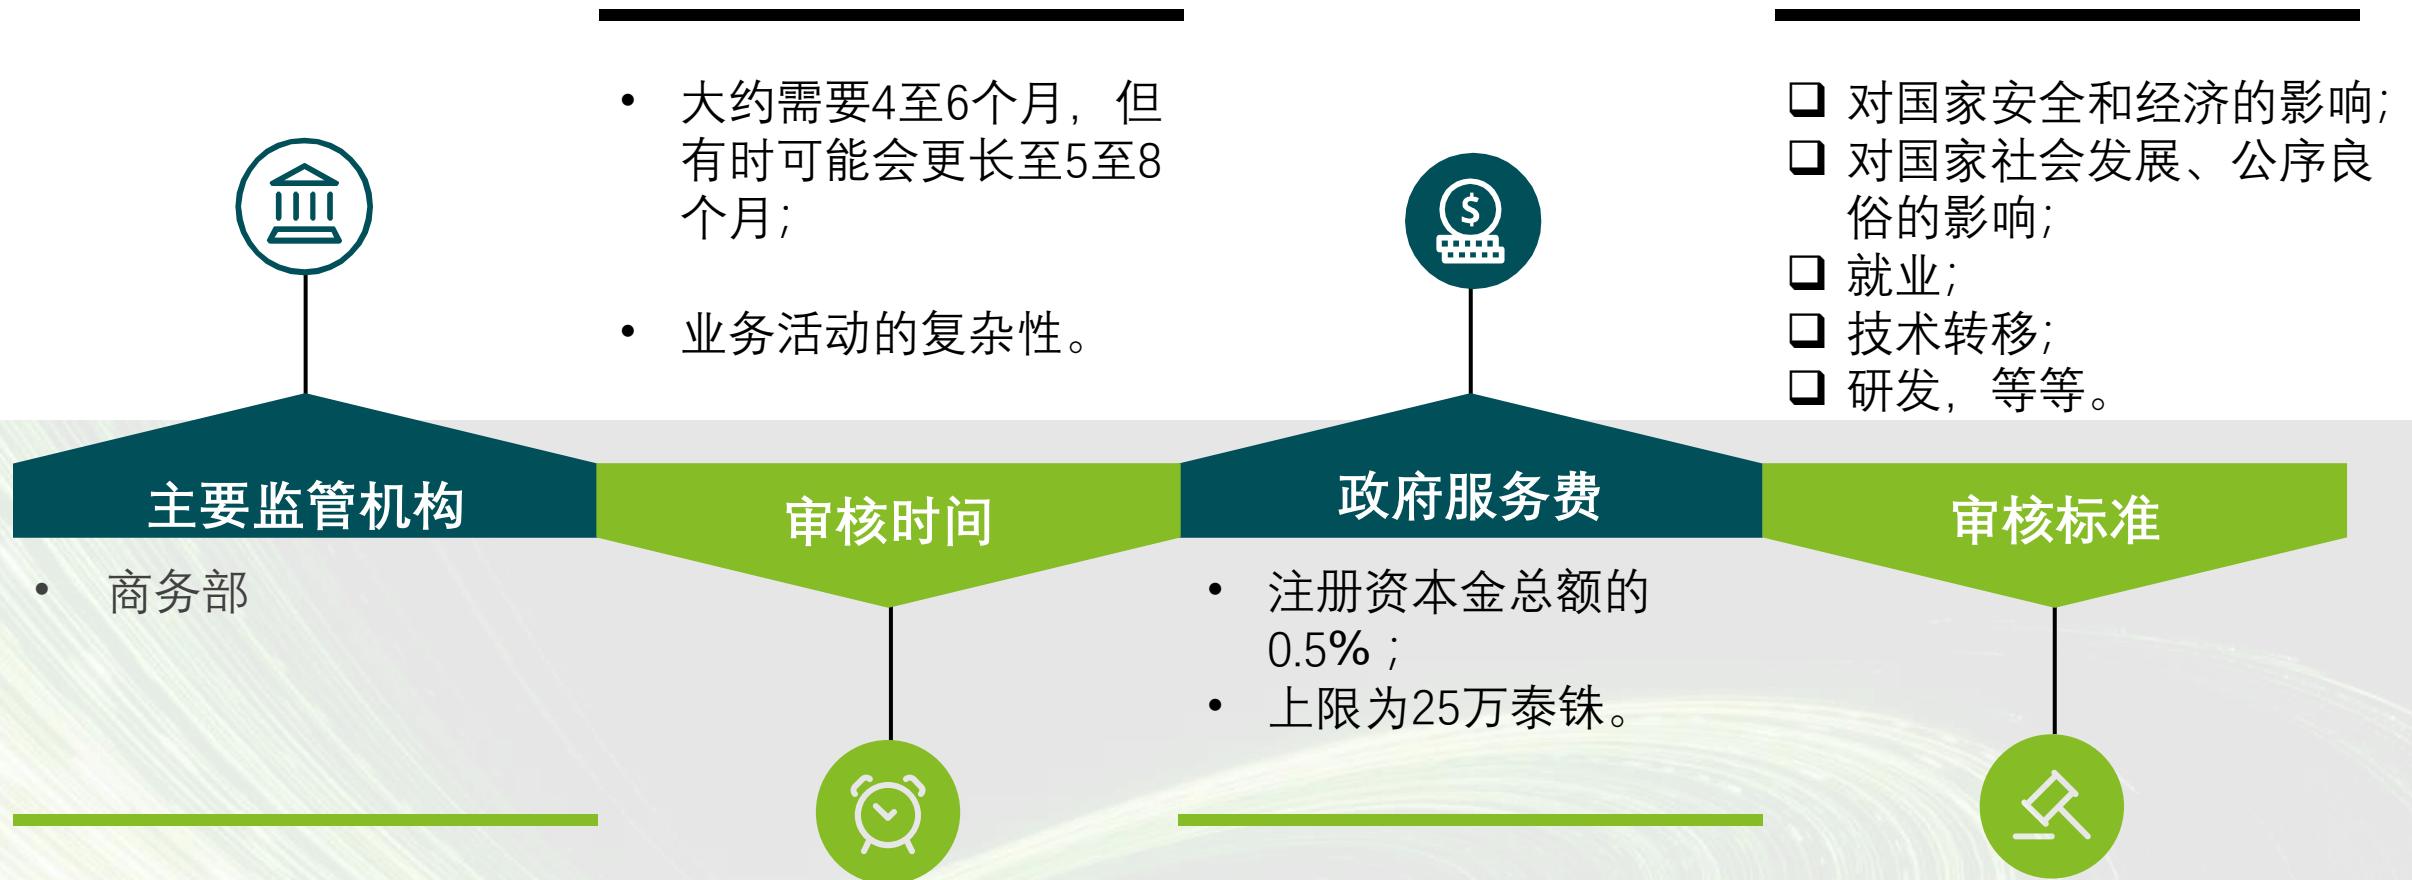 主要监管机构
• 商务部
• 大约需要4至6个月，但
有时可能会更长至5至8
个月；
• 业务活动的复杂性。
审核时间
政府服务费
• 注册资本金总额的
0.5%；
• 上限为25万泰铢。
❑ 对国家安全和经济的影响；
❑ 对国家社会发展、公序良
俗的影响；
❑ 就业；
❑ 技术转移；
❑ 研发，等等。
审核标准